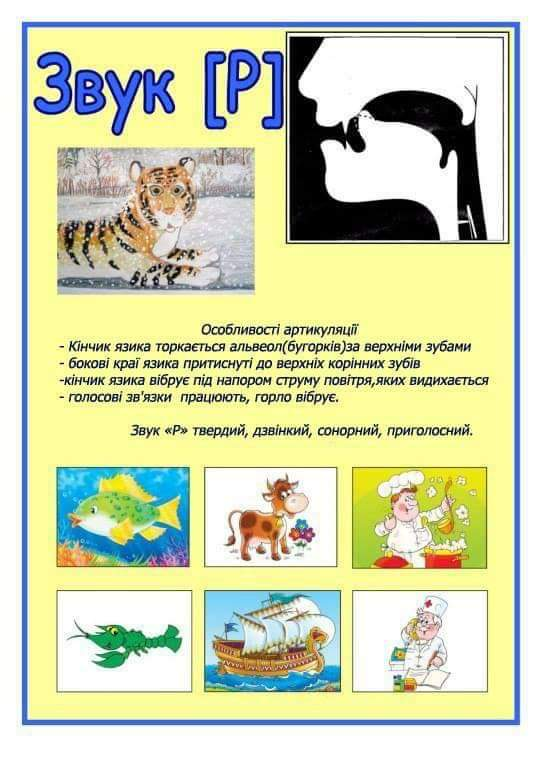 Звук [Р]
Особливості артикуляції
- Кінчик язика торкається альвеол(бугорків)за верхніми зубами
- бокові краї язика притиснуті до верхніх корінних зубів
-кінчик язика вібрує під напором струму повітря,яких видихається
- голосові зв'язки працюють, горло вібрує.
Звук «Р» твердий, дзвінкий, сонорний, приголосний.